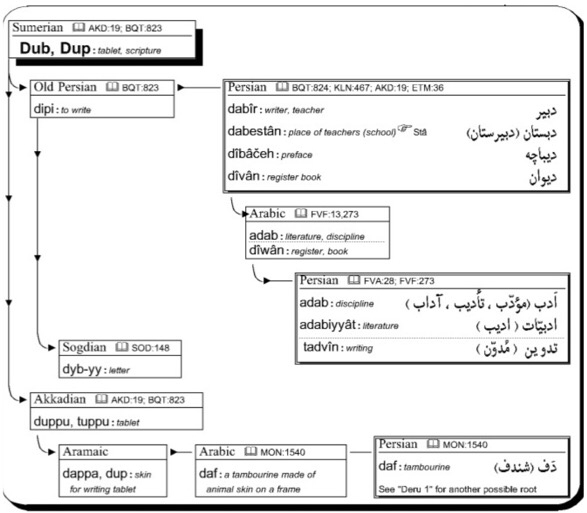 Sumerian AKD:19; BQT:823
Dub, Dup : tablet, scripture
Old Persian BQT:823
dipi : to write
Persian BQT:824; KLN:467; AKD:19; ETM:36
dabîr : writer, teacher دبیر
dabestân : place of teachers (school) ☞ Stâ دبستان (دبیرستان)
dîbâčeh : preface دیباچه
dîvân : register book دیوان
Arabic FVF:13,273
adab : literature, discipline
dîwân : register, book
Persian FVA:28; FVF:273
adab : discipline اَدب (مؤدّب ، تأدیب ، آداب )
adabiyyât : literature ادبیّات ( ادیب )
tadvîn : writing تدوین ( مُدوّن )
Sogdian SOD:148
dyb-yy : letter
Akkadian AKD:19; BQT:823
duppu, tuppu : tablet
Aramaic
dappa, dup : skin
for writing tablet
Arabic MON:1540
daf : a tambourine made of
animal skin on a frame
Persian MON:1540
daf : tambourine دَف (شندف)
See "Deru 1" for another possible root